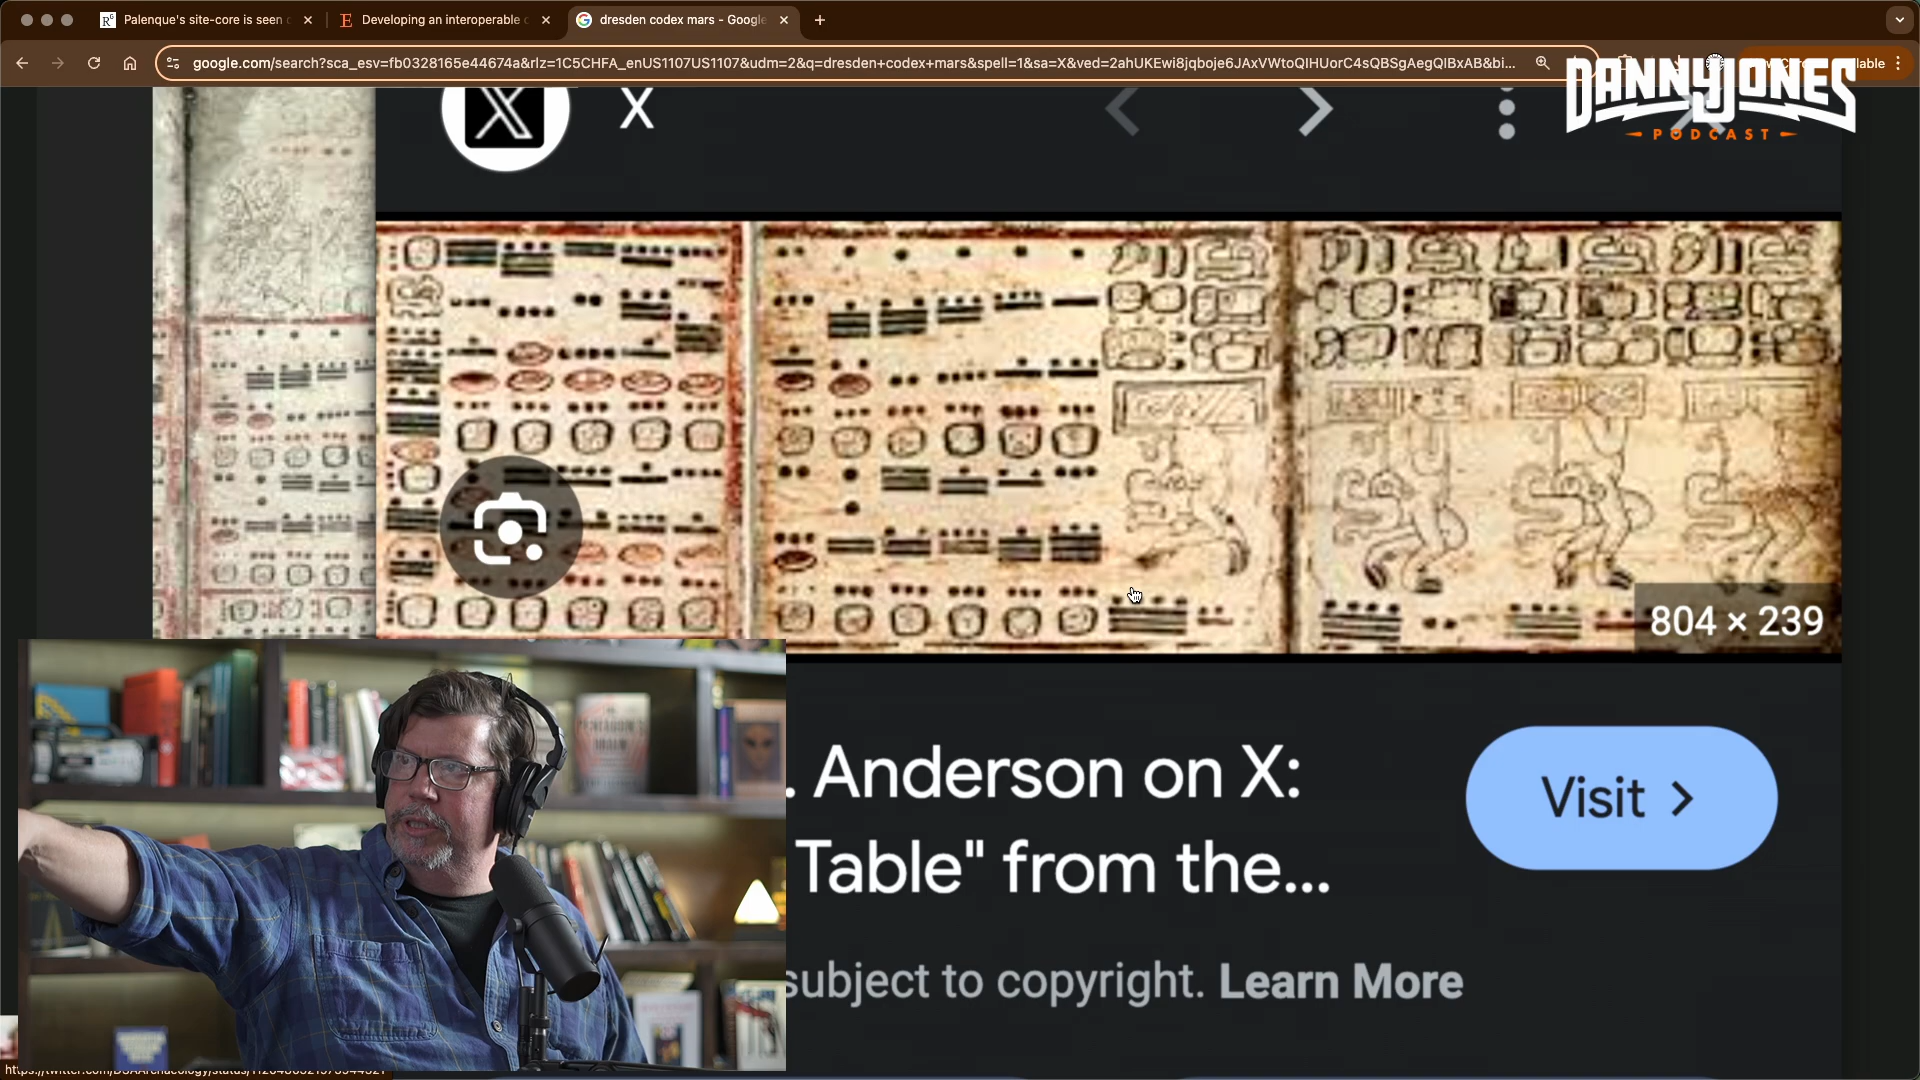 Palenque's site-core is seen
Developing an interoperable
dresden codex mars - Google
google.com/search?sca_esv=fb0328165e44674a&rlz=1C5CHFA_enUS1107US1107&udm=2&q=dresden+codex+mars&spell=1&sa=X&ved=2ahUKEwi8jqboje6JAxVWtoQIHUorC4sQBSgAegQIBxAB&bi...
DANNY JONES
PODCAST
X
804 × 239
. Anderson on X:
Table" from the...
Visit
subject to copyright. Learn More